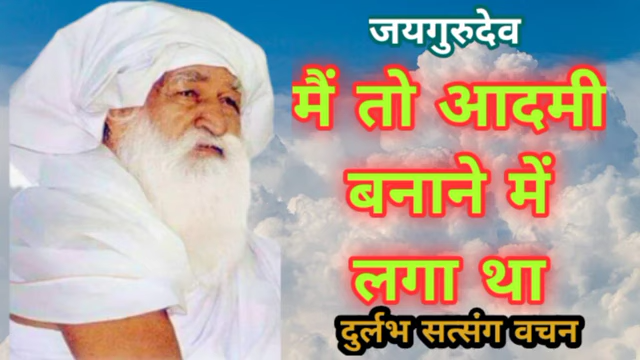 जयगुरुदेव
मैं तो आदमी
बनाने में
लगा था
दुर्लभ सत्संग वचन